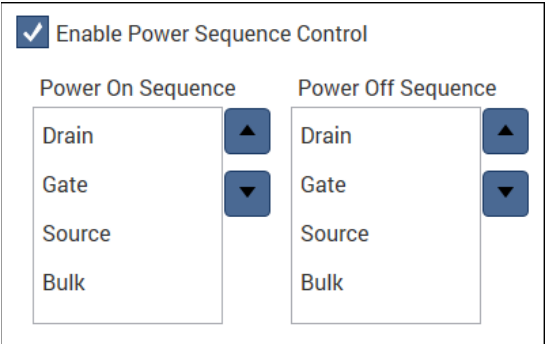 Enable Power Sequence Control
Power On Sequence
Drain
Gate
Source
Bulk
Power Off Sequence
Drain
Gate
Source
Bulk